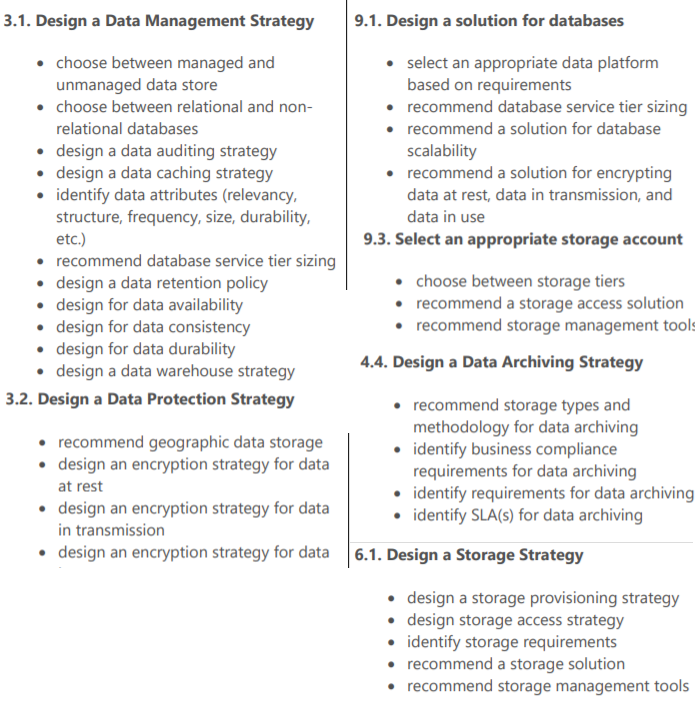 3.1. Design a Data Management Strategy
• choose between managed and
unmanaged data store
• choose between relational and non-
relational databases
• design a data auditing strategy
• design a data caching strategy
• identify data attributes (relevancy,
structure, frequency, size, durability,
etc.)
• recommend database service tier sizing
• design a data retention policy
• design for data availability
• design for data consistency
• design for data durability
• design a data warehouse strategy
3.2. Design a Data Protection Strategy
• recommend geographic data storage
• design an encryption strategy for data
at rest
• design an encryption strategy for data
in transmission
• design an encryption strategy for data
9.1. Design a solution for databases
• select an appropriate data platform
based on requirements
• recommend database service tier sizing
• recommend a solution for database
scalability
• recommend a solution for encrypting
data at rest, data in transmission, and
data in use
9.3. Select an appropriate storage account
• choose between storage tiers
• recommend a storage access solution
• recommend storage management tools
4.4. Design a Data Archiving Strategy
• recommend storage types and
methodology for data archiving
• identify business compliance
requirements for data archiving
• identify requirements for data archiving
• identify SLA(s) for data archiving
6.1. Design a Storage Strategy
• design a storage provisioning strategy
• design storage access strategy
• identify storage requirements
• recommend a storage solution
• recommend storage management tools